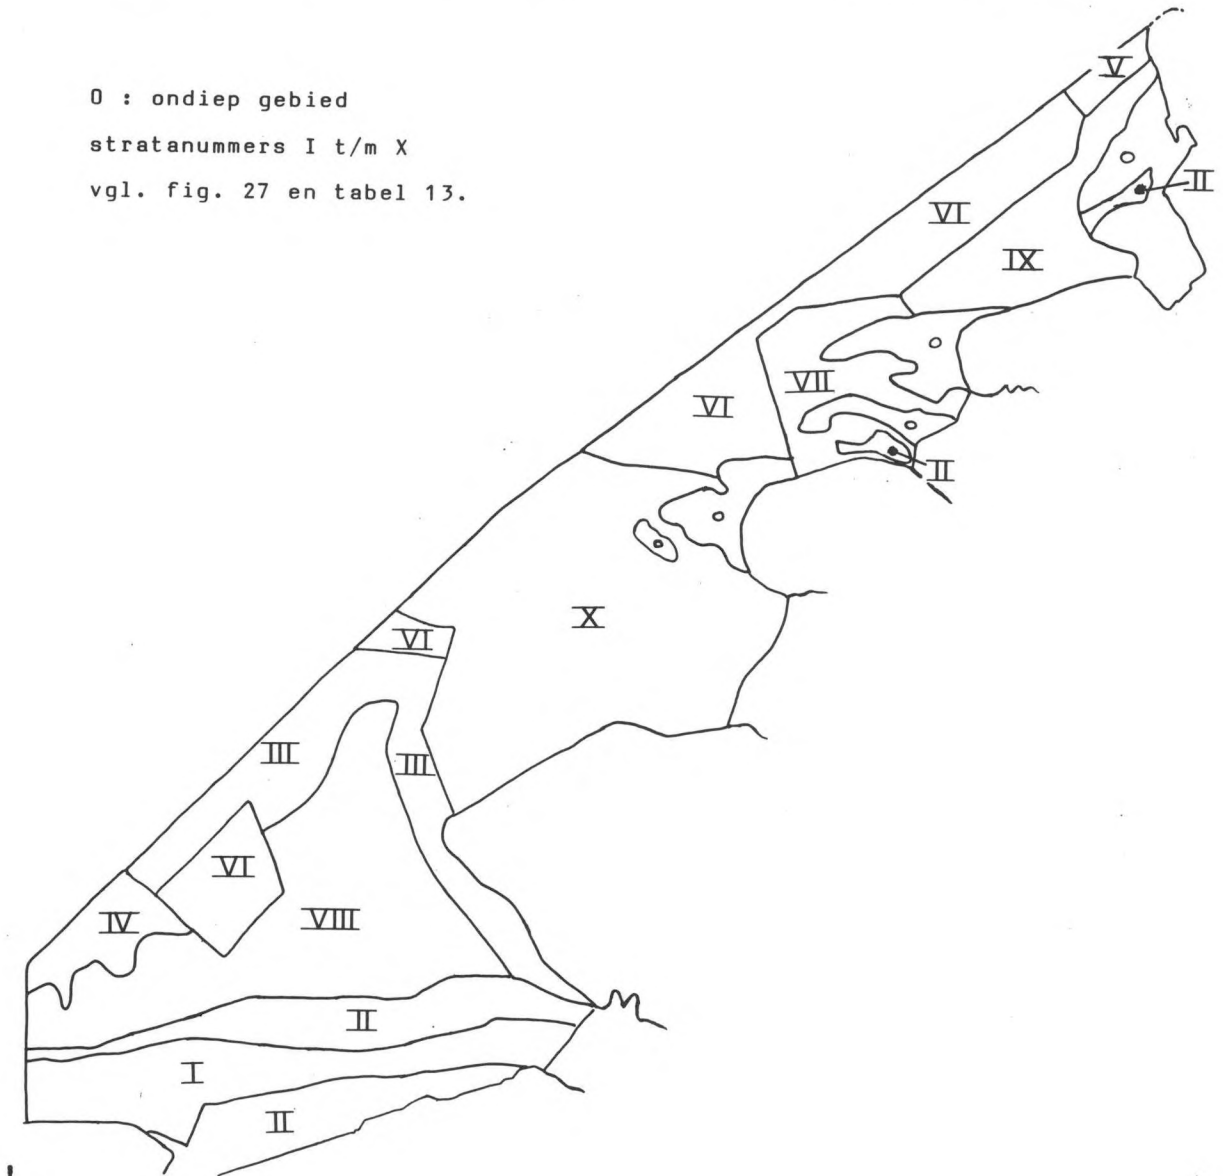 O : ondiep gebied
stratanummers I t/m X
vgl. fig. 27 en tabel 13.
V
II
VI
IX
VII
VI
II
X
VI
III
III
VI
IV
VIII
II
I
II